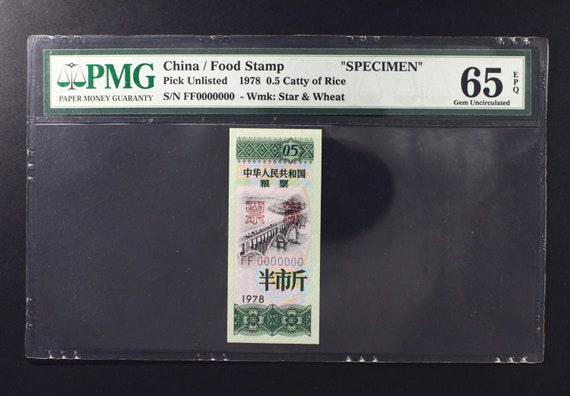 PMG
PAPER MONEY GUARANTY
China / Food Stamp "SPECIMEN"
Pick Unlisted 1978 0.5 Catty of Rice
S/N FF0000000 - Wmk: Star & Wheat
65 EPQ
Gem Uncirculated
05
中华人民共和国
粮票
票
FF 0000000
半市斤
1978